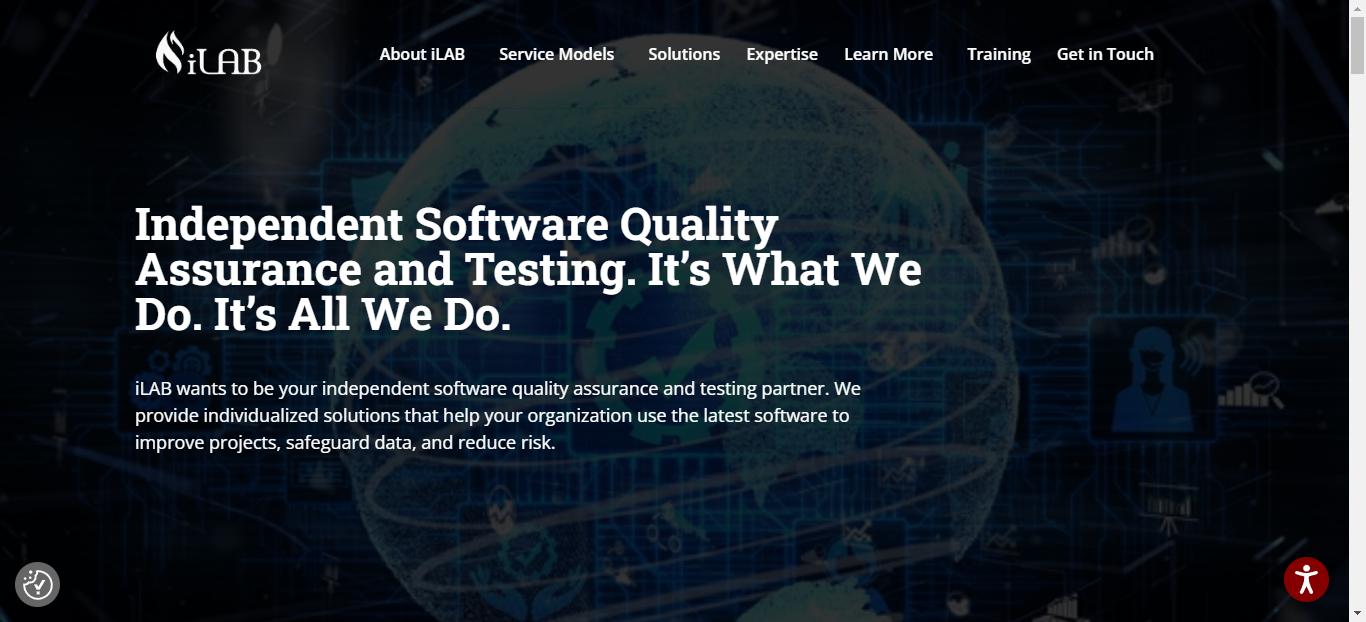 iLAB
About iLAB Service Models Solutions Expertise Learn More Training Get in Touch
Independent Software Quality
Assurance and Testing. It’s What We
Do. It’s All We Do.
iLAB wants to be your independent software quality assurance and testing partner. We
provide individualized solutions that help your organization use the latest software to
improve projects, safeguard data, and reduce risk.